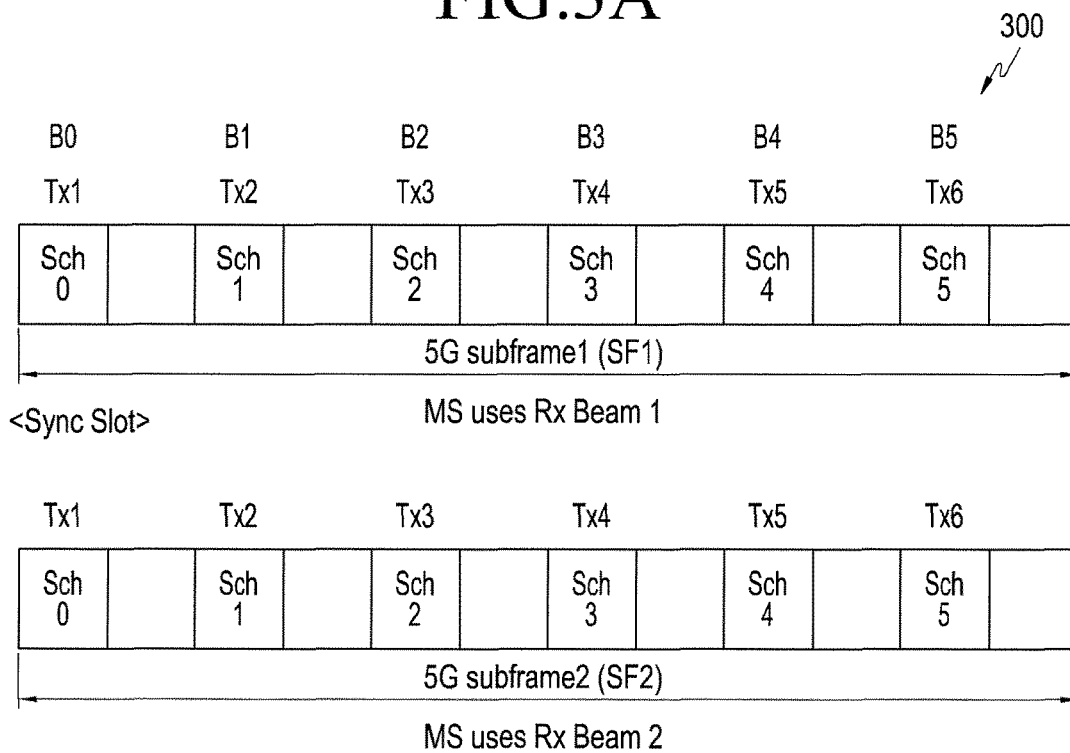 FIG.3A
300
B0 B1 B2 B3 B4 B5
Tx1 Tx2 Tx3 Tx4 Tx5 Tx6
Sch 0 Sch 1 Sch 2 Sch 3 Sch 4 Sch 5
5G subframe1 (SF1)
MS uses Rx Beam 1
<Sync Slot>
Tx1 Tx2 Tx3 Tx4 Tx5 Tx6
Sch 0 Sch 1 Sch 2 Sch 3 Sch 4 Sch 5
5G subframe2 (SF2)
MS uses Rx Beam 2